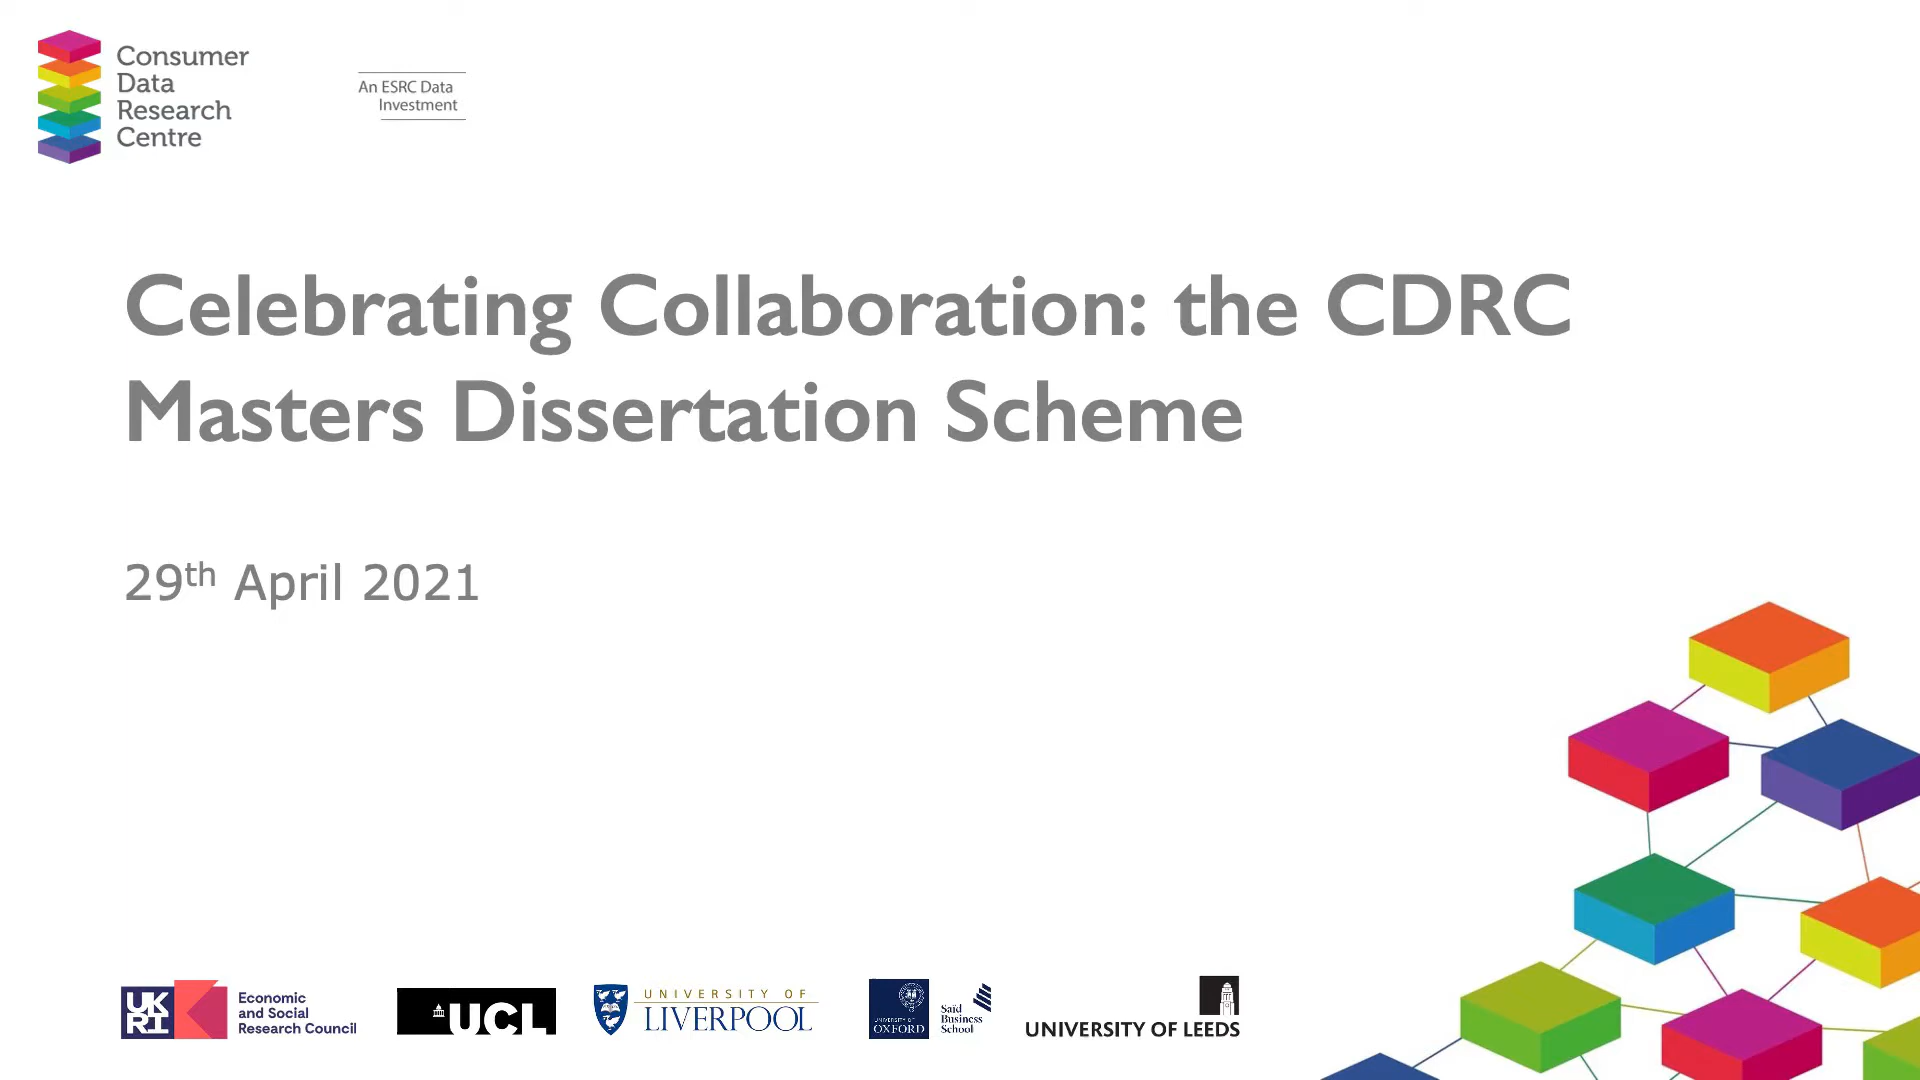 Consumer
Data
Research
Centre
An ESRC Data
Investment
Celebrating Collaboration: the CDRC
Masters Dissertation Scheme
29th April 2021
UK
RI
Economic
and Social
Research Council
UCL
UNIVERSITY OF
LIVERPOOL
UNIVERSITY OF
OXFORD
Saïd
Business
School
UNIVERSITY OF LEEDS